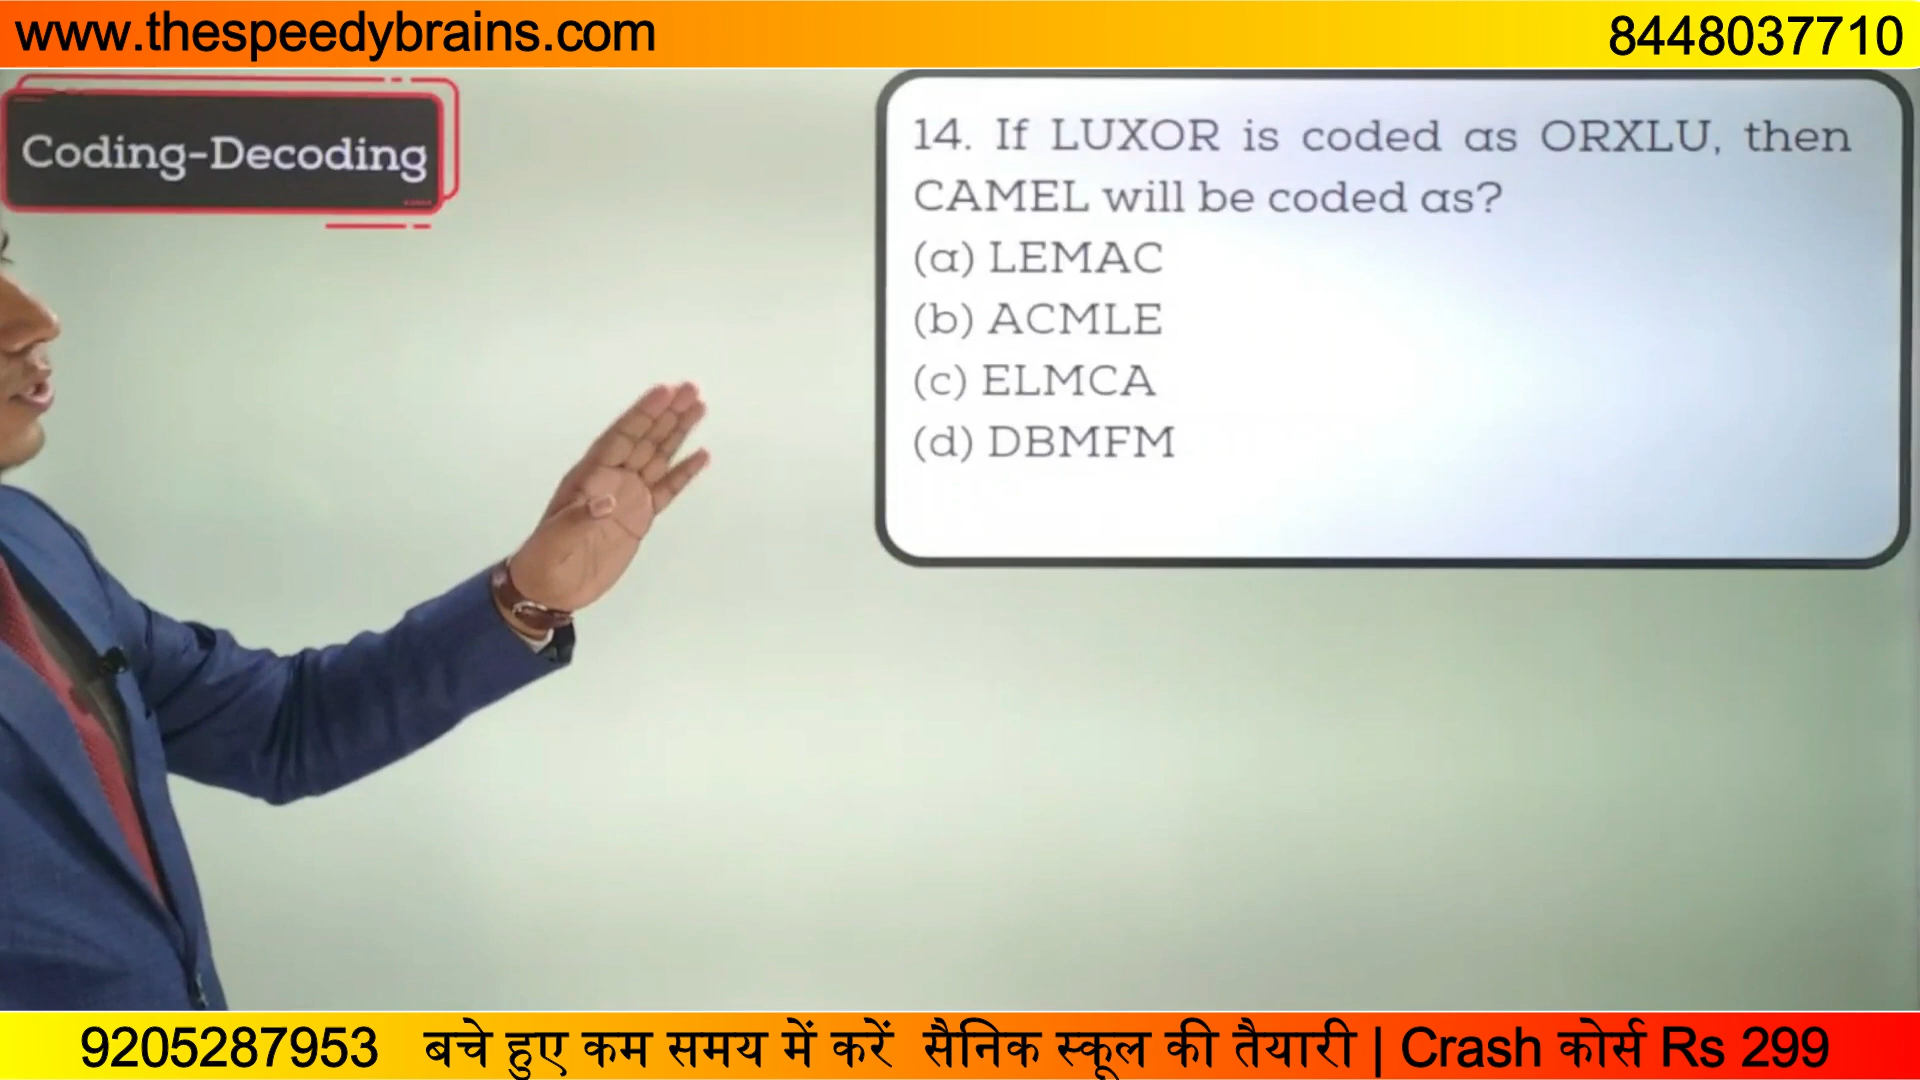 www.thespeedybrains.com
8448037710
Coding-Decoding
14. If LUXOR is coded as ORXLU, then
CAMEL will be coded as?
(a) LEMAC
(b) ACMLE
(c) ELMCA
(d) DBMFM
9205287953 बचे हुए कम समय में करें सैनिक स्कूल की तैयारी | Crash कोर्स Rs 299